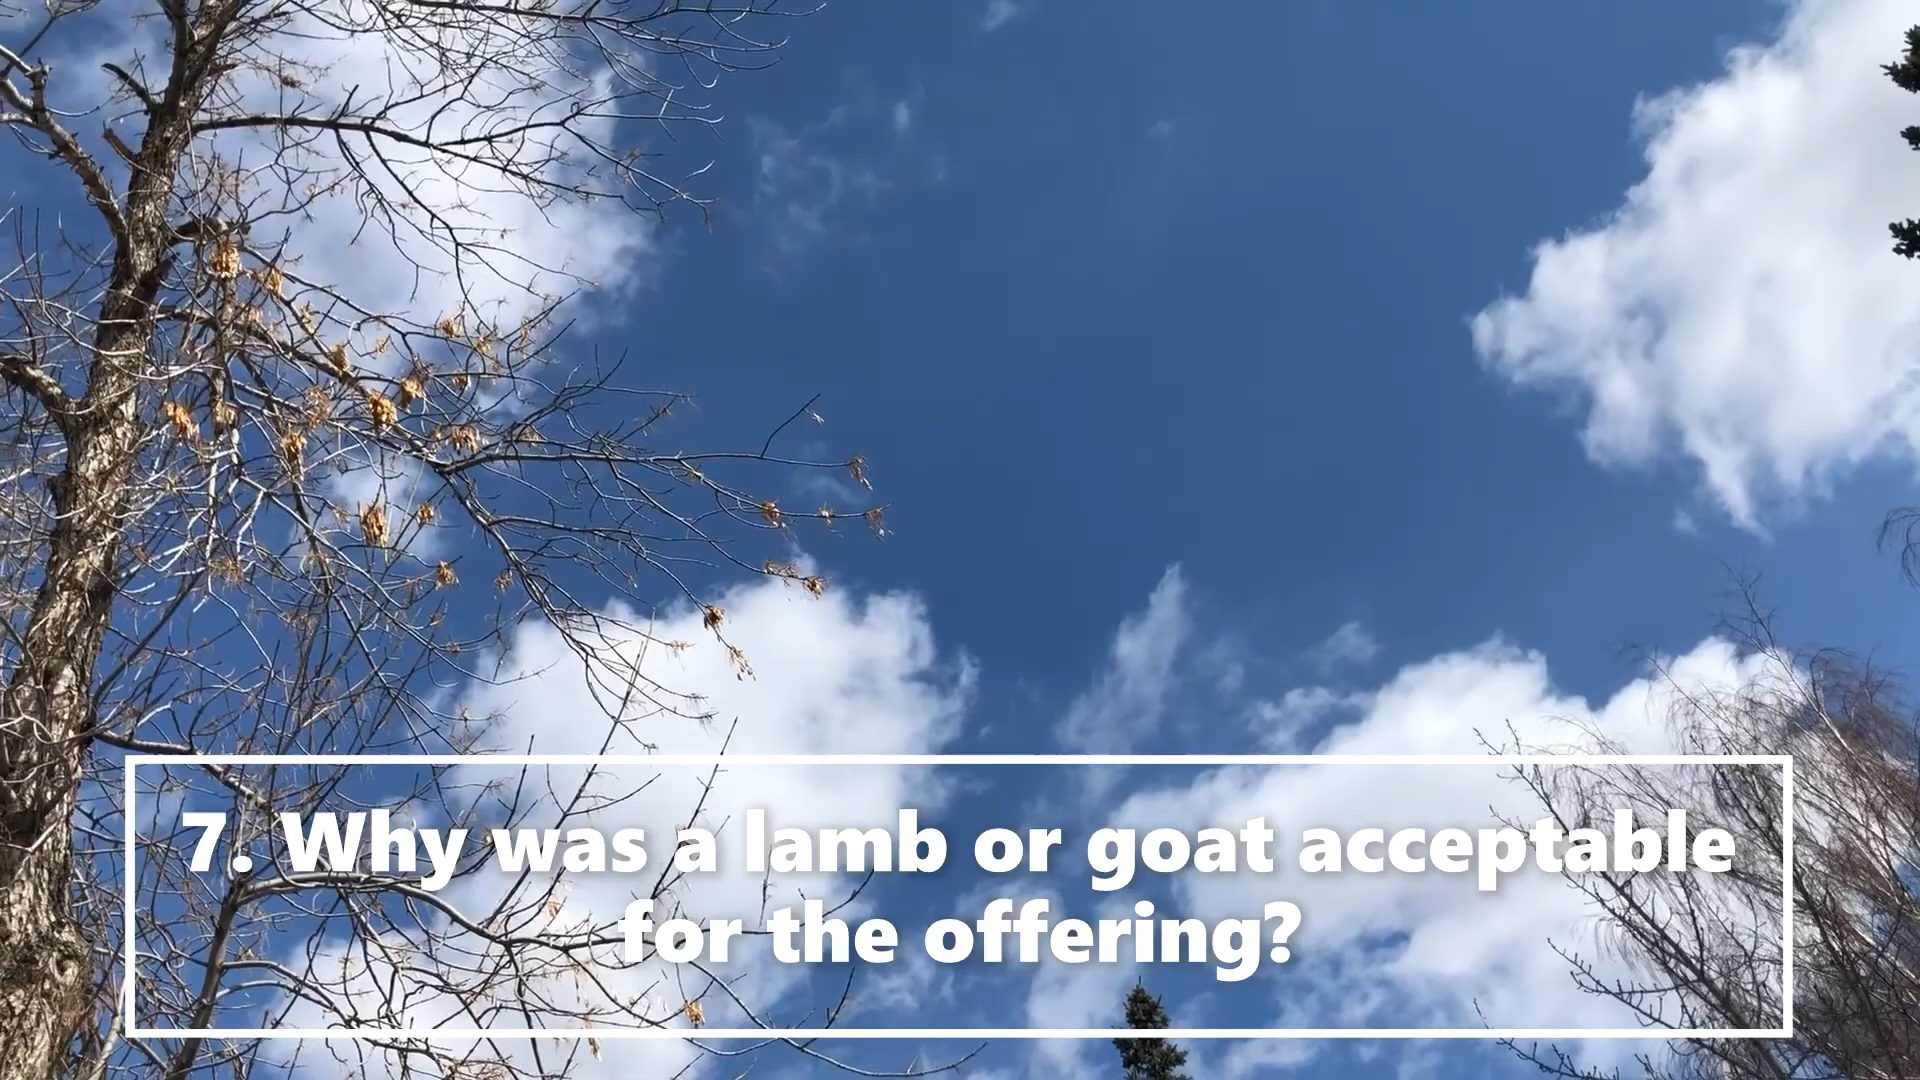 7. Why was a lamb or goat acceptable
for the offering?